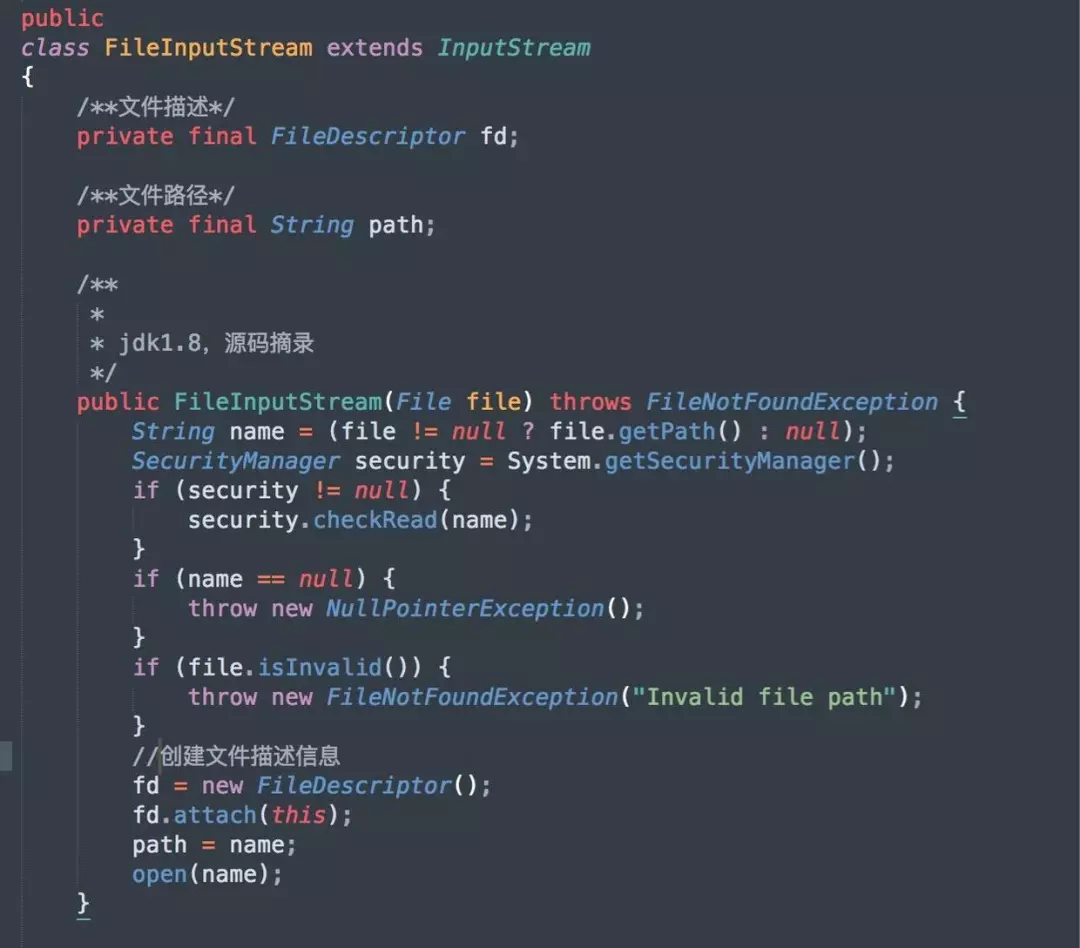 public
class FileInputStream extends InputStream
{
    /**文件描述*/
    private final FileDescriptor fd;

    /**文件路径*/
    private final String path;

    /**
     *
     * jdk1.8，源码摘录
     */
    public FileInputStream(File file) throws FileNotFoundException {
        String name = (file != null ? file.getPath() : null);
        SecurityManager security = System.getSecurityManager();
        if (security != null) {
            security.checkRead(name);
        }
        if (name == null) {
            throw new NullPointerException();
        }
        if (file.isInvalid()) {
            throw new FileNotFoundException("Invalid file path");
        }
        //创建文件描述信息
        fd = new FileDescriptor();
        fd.attach(this);
        path = name;
        open(name);
    }